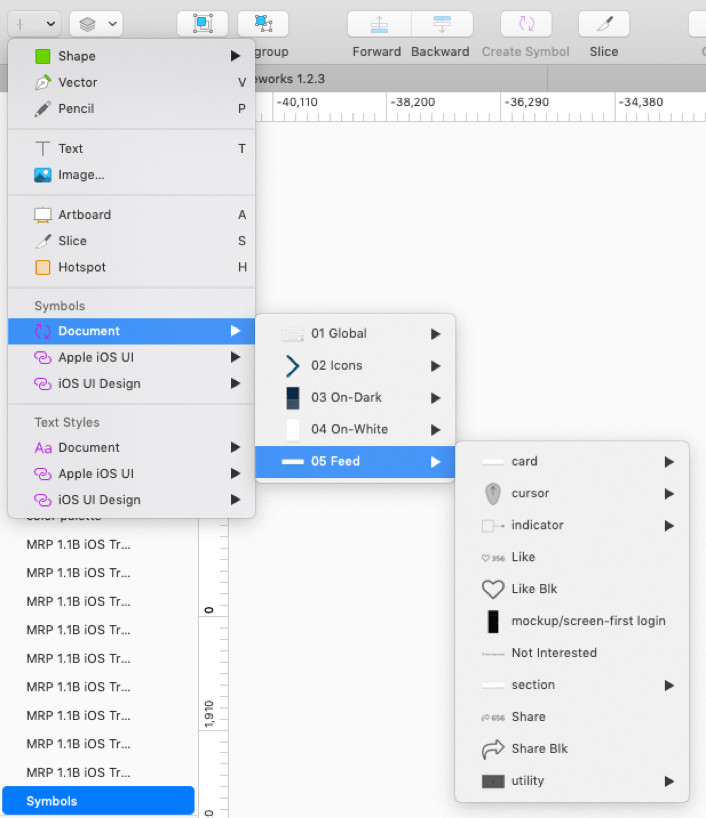 group
Forward
Backward
Create Symbol
Slice
eworks 1.2.3
-40,110
-38,200
-36,290
-34,380
Shape
Vector V
Pencil P
Text T
Image...
Artboard A
Slice S
Hotspot H
Symbols
Document
Apple iOS UI
iOS UI Design
Text Styles
Aa Document
Apple iOS UI
iOS UI Design
01 Global
02 Icons
03 On-Dark
04 On-White
05 Feed
card
cursor
indicator
356 Like
Like Blk
mockup/screen-first login
Not Interested
section
656 Share
Share Blk
utility
color palette
MRP 1.1B iOS Tr...
MRP 1.1B iOS Tr...
MRP 1.1B iOS Tr...
MRP 1.1B iOS Tr...
MRP 1.1B iOS Tr...
MRP 1.1B iOS Tr...
MRP 1.1B iOS Tr...
MRP 1.1B iOS Tr...
MRP 1.1B iOS Tr...
Symbols
0
1,910